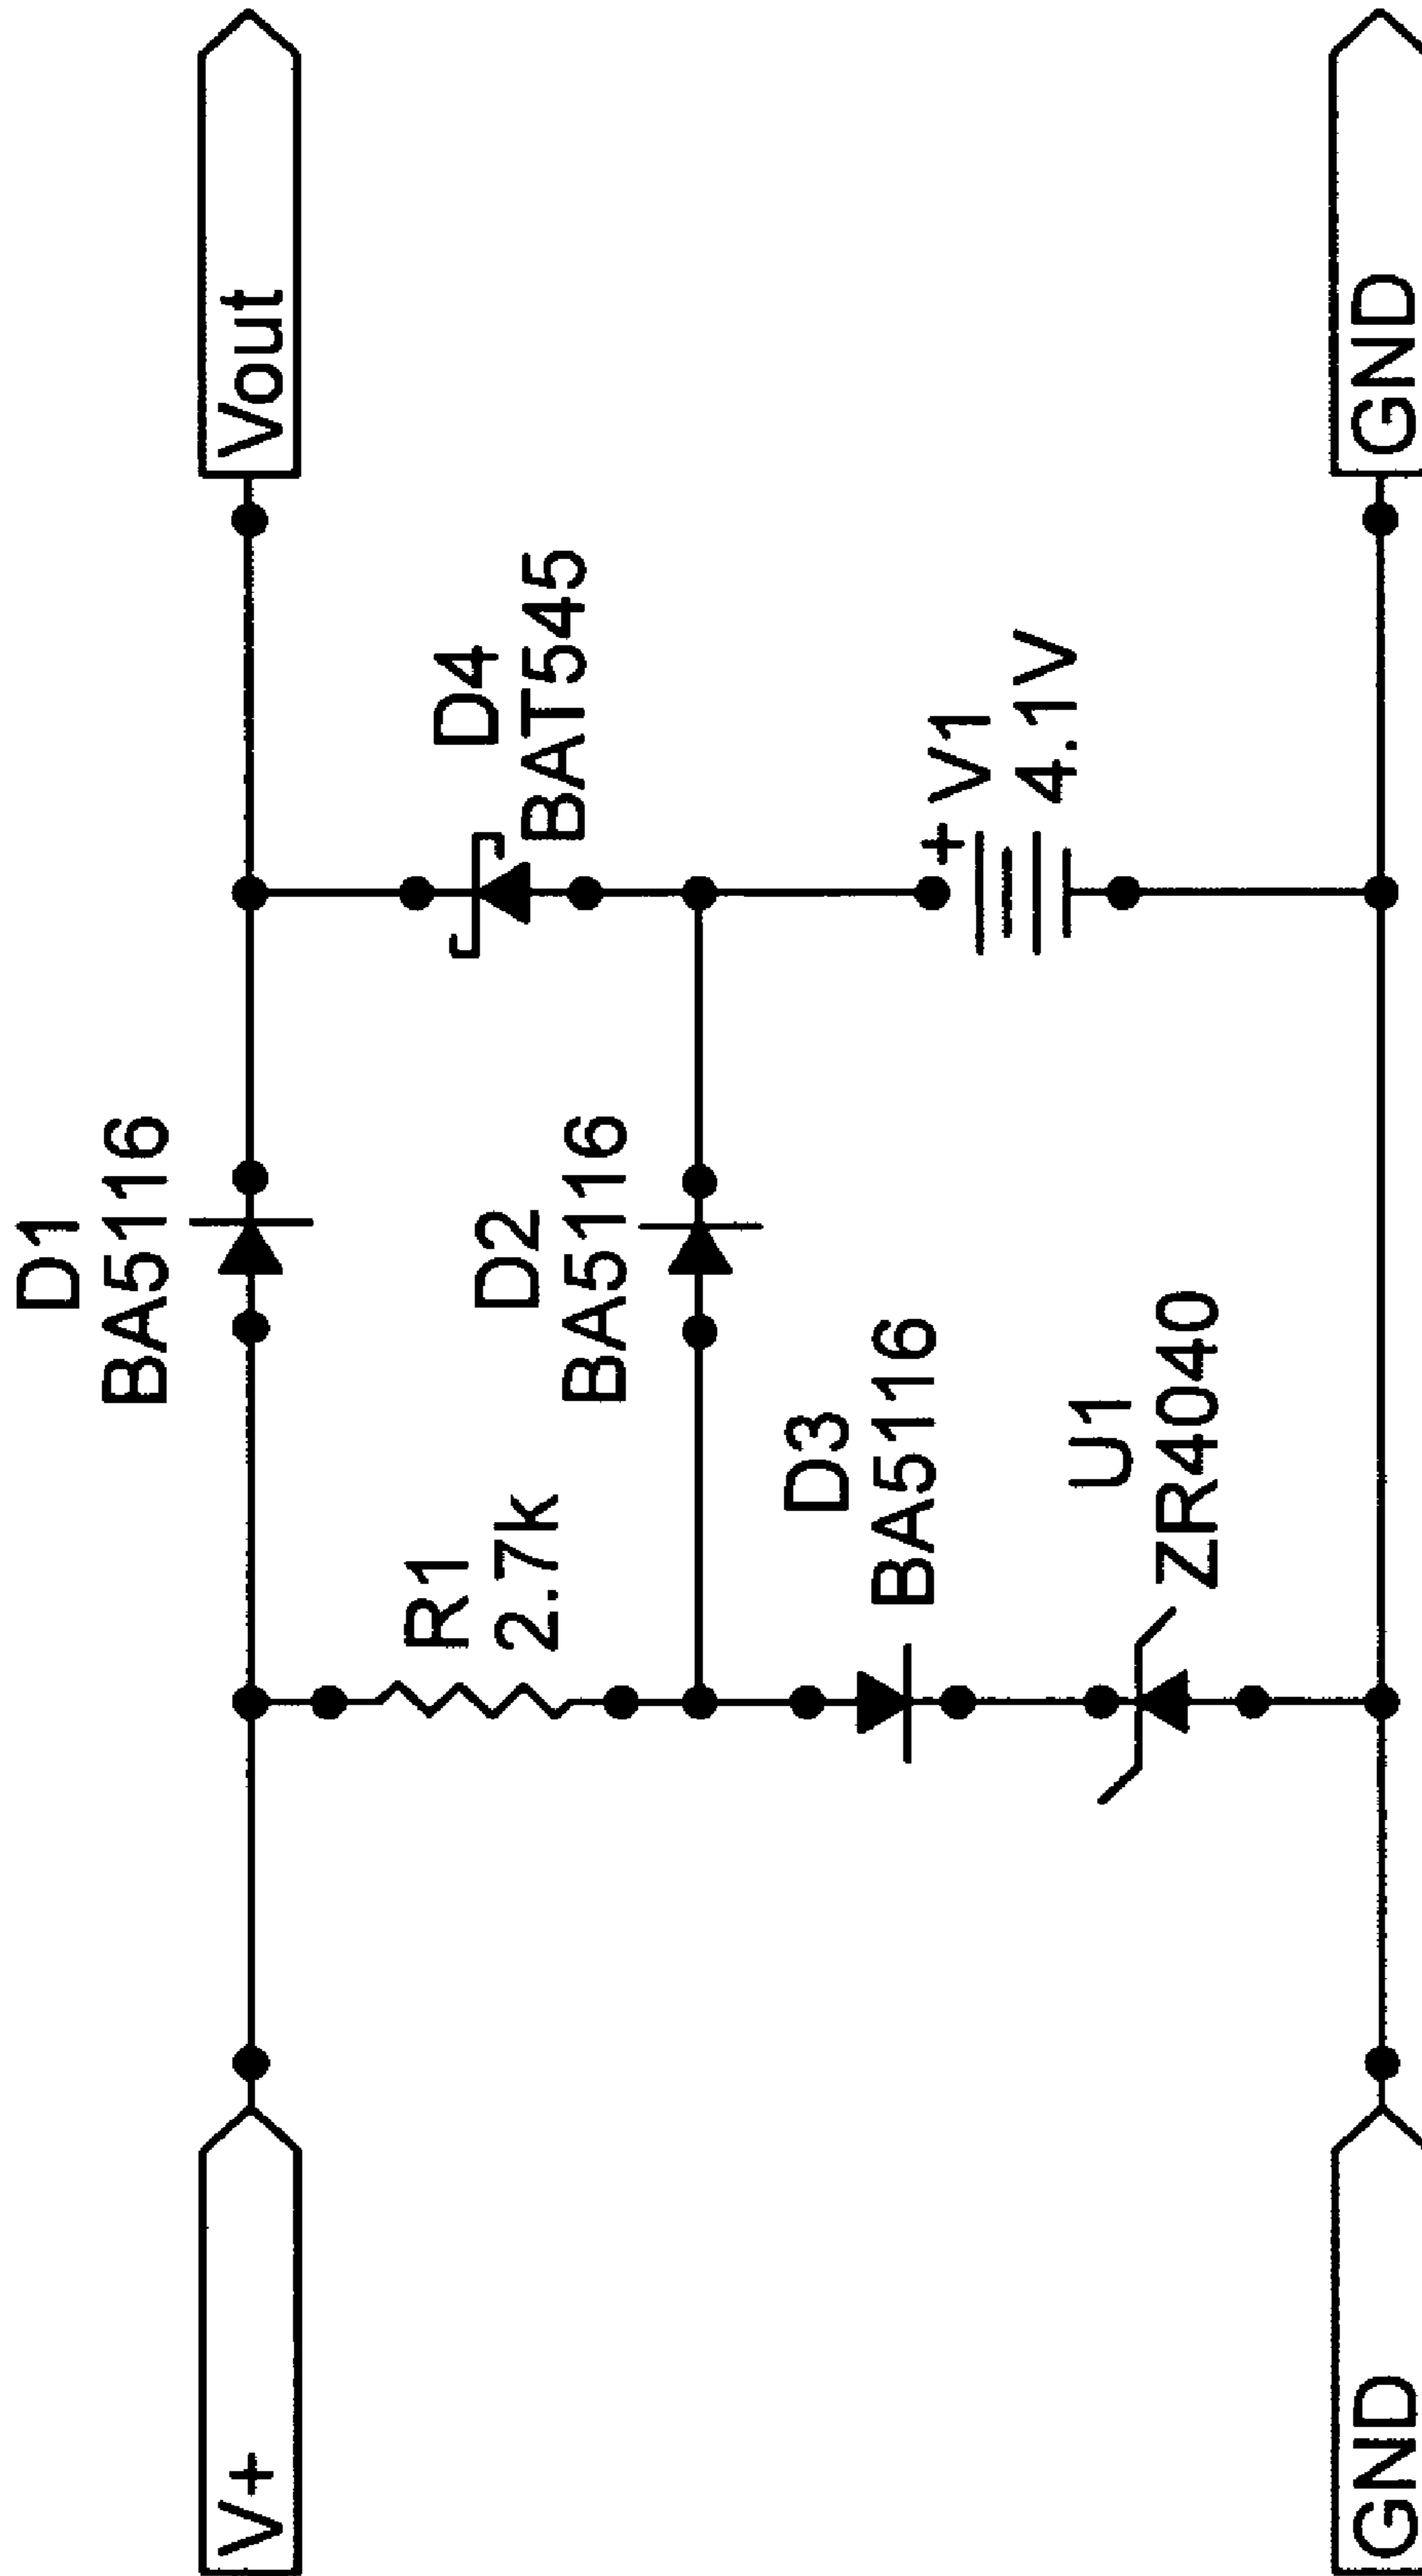 D1
BA5116
V+
Vout
R1
2.7k
D2
BA5116
D4
BAT545
D3
BA5116
U1
ZR4040
+ V1
4.1V
GND
GND